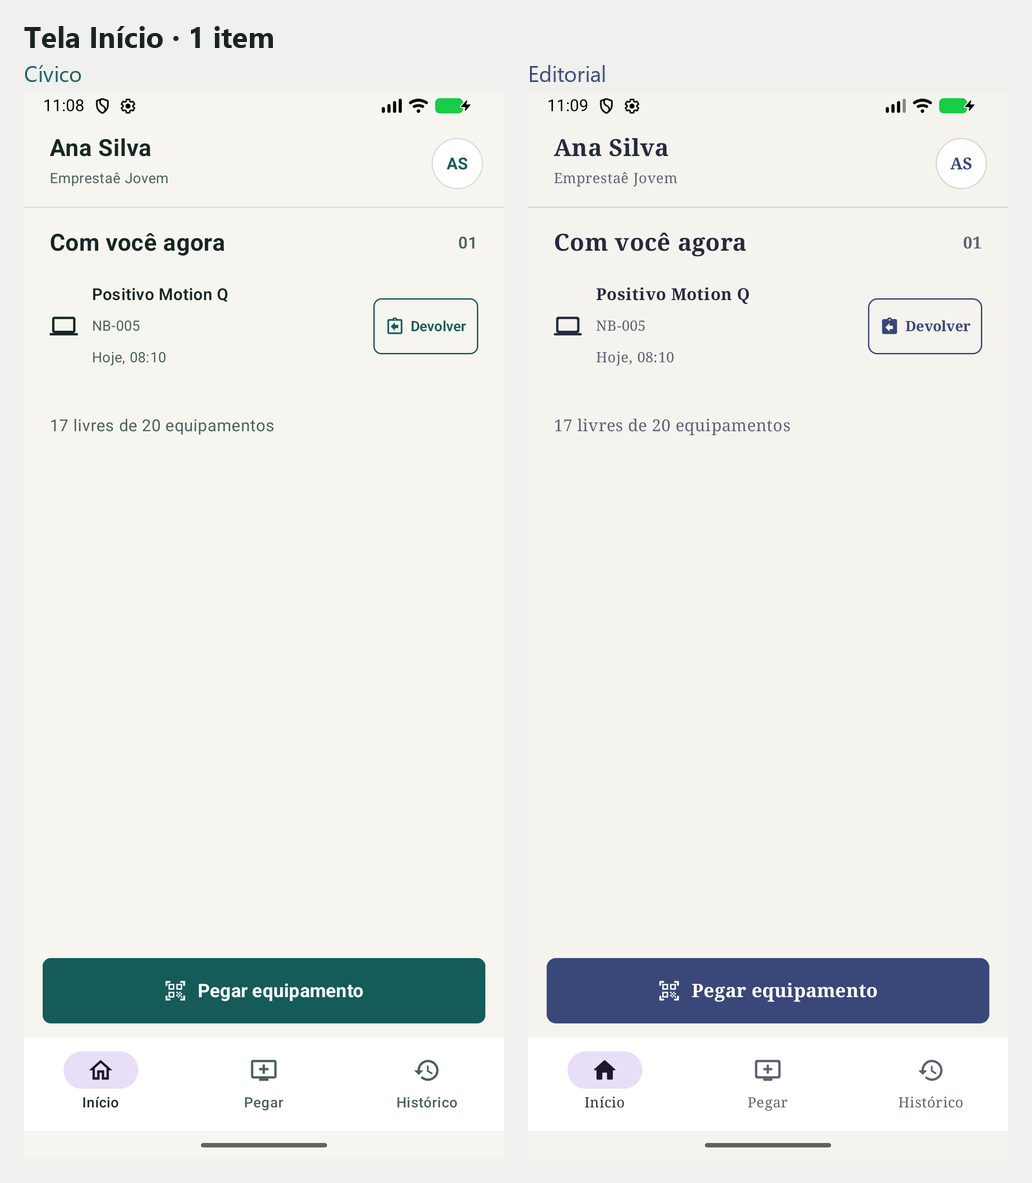 Tela Início · 1 item
Cívico
11:08
Ana Silva
AS
Emprestaê Jovem
Com você agora
01
Positivo Motion Q
NB-005
Devolver
Hoje, 08:10
17 livres de 20 equipamentos
Pegar equipamento
Início
Pegar
Histórico
Editorial
11:09
Ana Silva
AS
Emprestaê Jovem
Com você agora
01
Positivo Motion Q
NB-005
Devolver
Hoje, 08:10
17 livres de 20 equipamentos
Pegar equipamento
Início
Pegar
Histórico